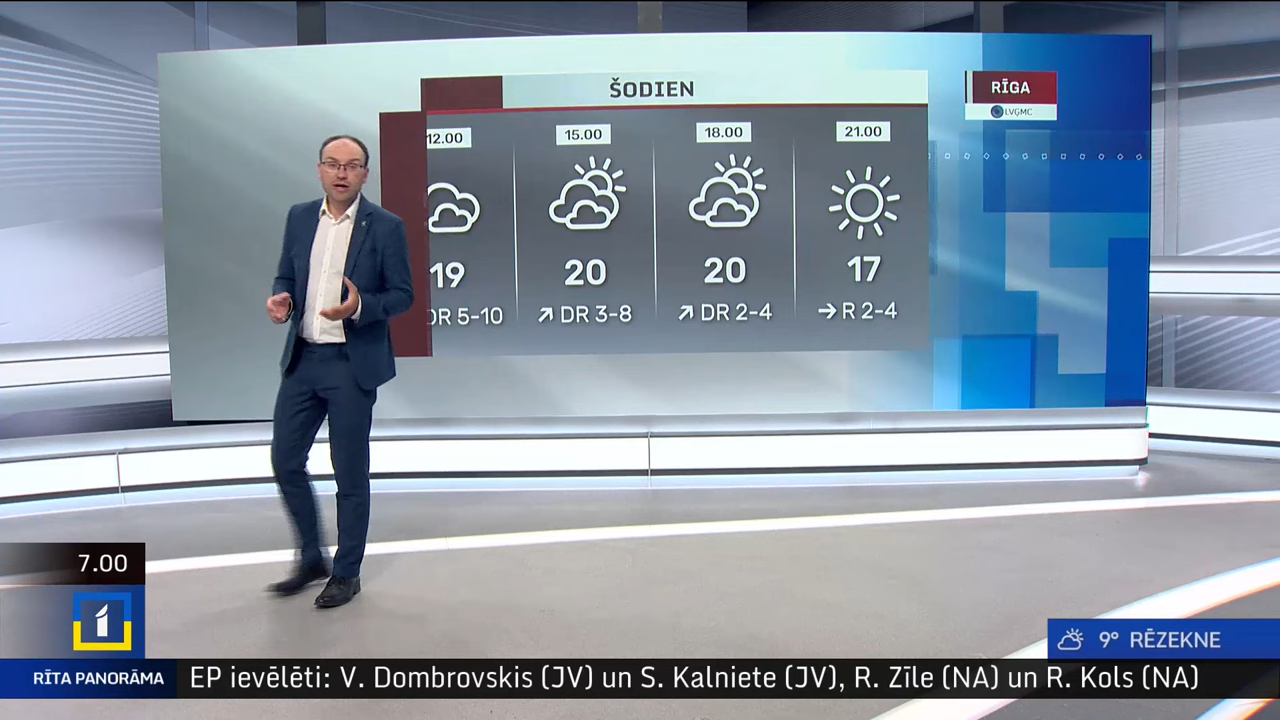 ŠODIEN
RĪGA
LVĢMC
12.00
15.00
18.00
21.00
19
20
20
17
DR 5-10
DR 3-8
DR 2-4
R 2-4
7.00
1
9° RĒZEKNE
RĪTA PANORĀMA
EP ievēlēti: V. Dombrovskis (JV) un S. Kalniete (JV), R. Zīle (NA) un R. Kols (NA)